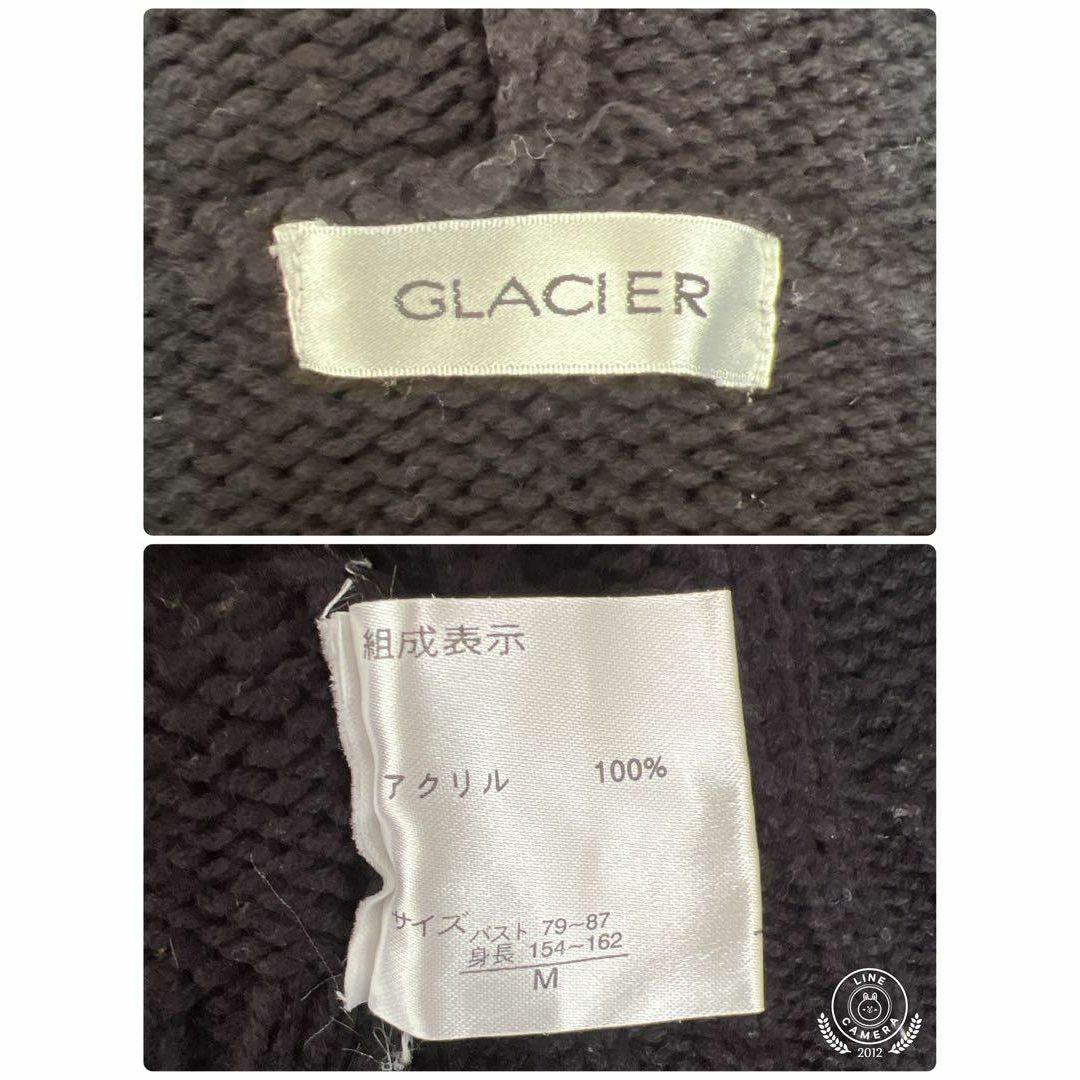 GLACIER
組成表示
アクリル 100%
サイズ バスト 79~87
身長 154~162
M
LINE CAMERA
2012